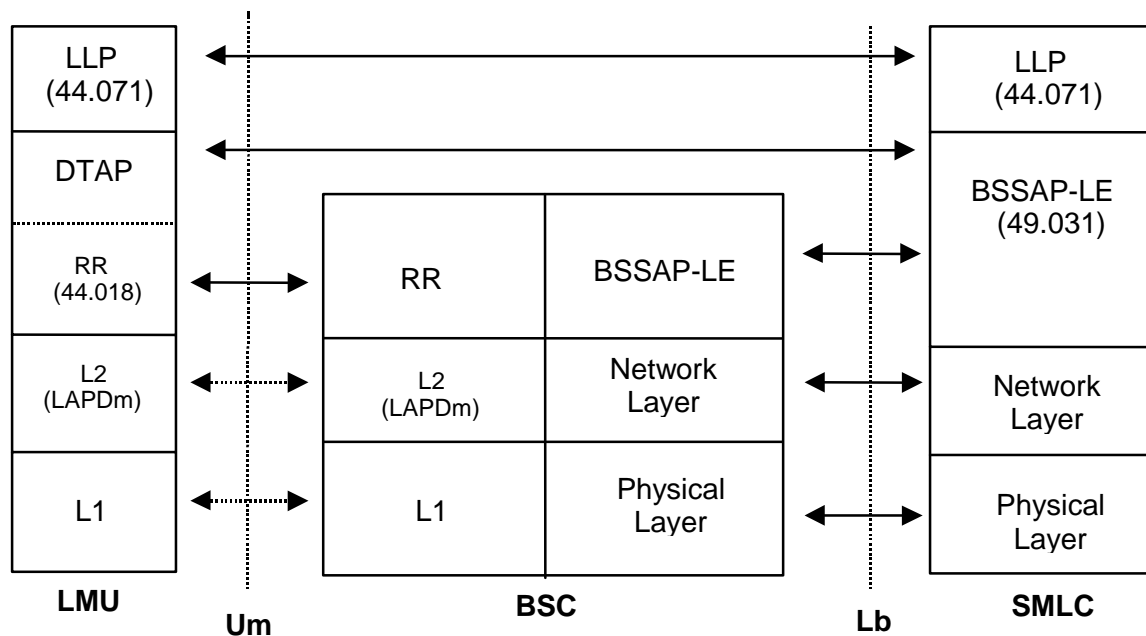 LLP
(44.071)
DTAP
RR
(44.018)
L2
(LAPDm)
L1
LMU
Um
RR
BSSAP-LE
L2
(LAPDm)
Network
Layer
L1
Physical
Layer
BSC
Lb
LLP
(44.071)
BSSAP-LE
(49.031)
Network
Layer
Physical
Layer
SMLC